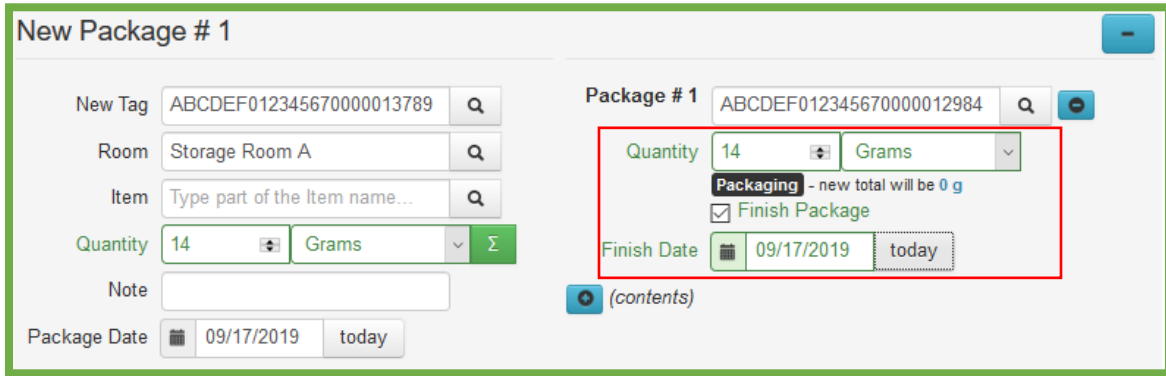 New Package # 1
New Tag ABCDEF012345670000013789
Room Storage Room A
Item Type part of the Item name...
Quantity 14 Grams Σ
Note
Package Date 09/17/2019 today
Package # 1 ABCDEF012345670000012984
Quantity 14 Grams
Packaging - new total will be 0 g
Finish Package
Finish Date 09/17/2019 today
(contents)